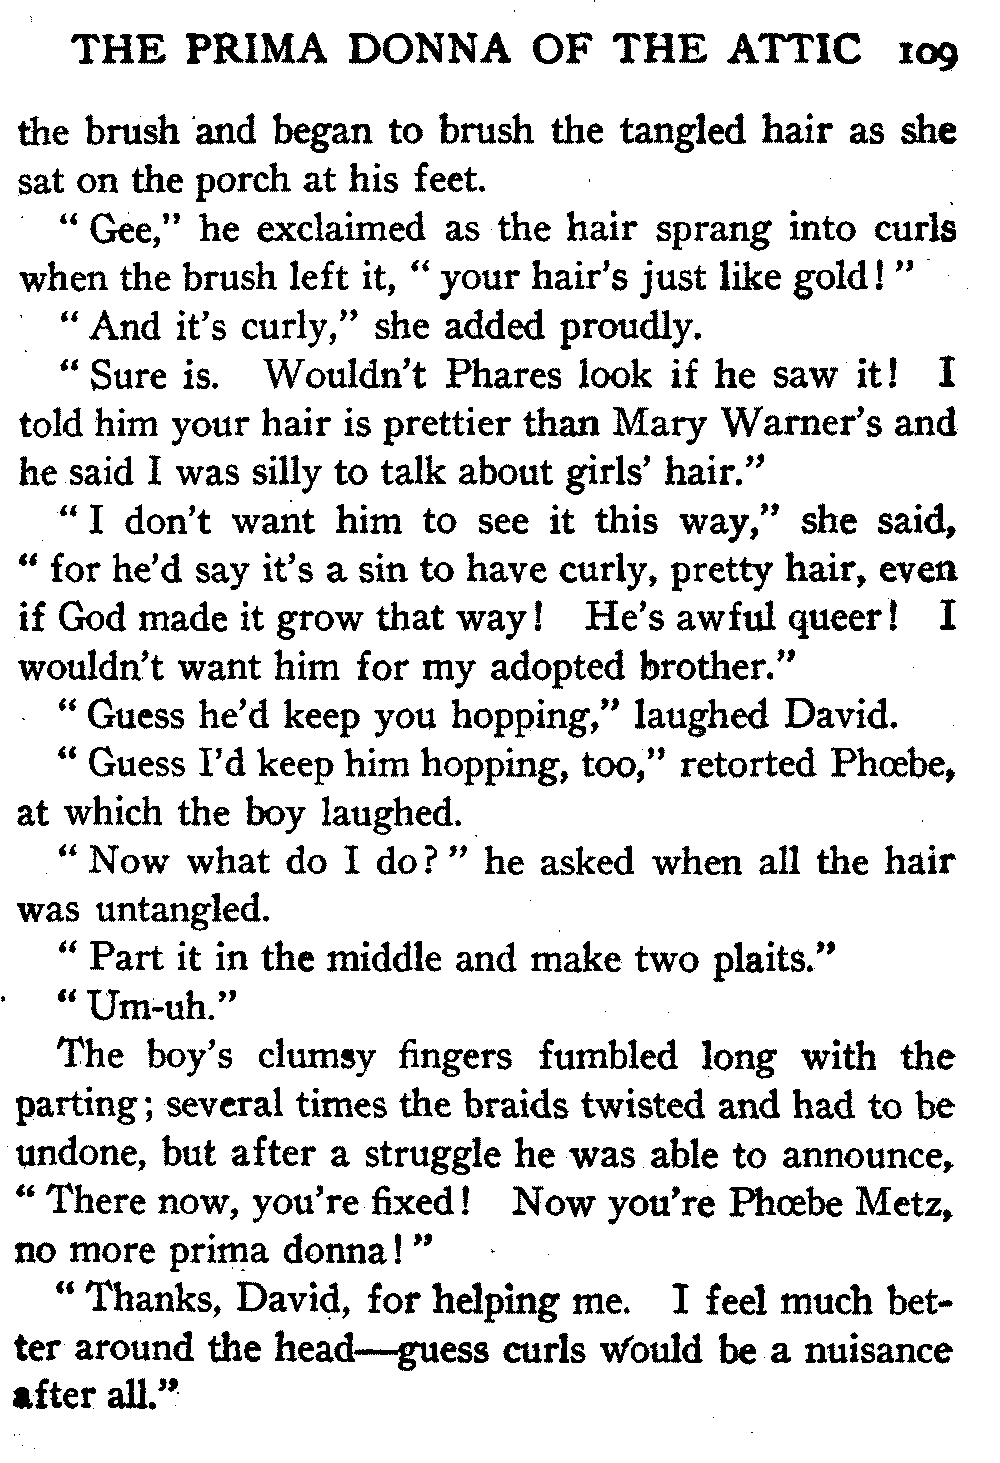 THE PRIMA DONNA OF THE ATTIC 109
the brush and began to brush the tangled hair as she
sat on the porch at his feet.
" Gee," he exclaimed as the hair sprang into curls
when the brush left it, " your hair's just like gold! "
" And it's curly," she added proudly.
" Sure is. Wouldn't Phares look if he saw it! I
told him your hair is prettier than Mary Warner's and
he said I was silly to talk about girls' hair."
" I don't want him to see it this way," she said,
" for he'd say it's a sin to have curly, pretty hair, even
if God made it grow that way! He's awful queer! I
wouldn't want him for my adopted brother."
" Guess he'd keep you hopping," laughed David.
" Guess I'd keep him hopping, too," retorted Phœbe,
at which the boy laughed.
" Now what do I do? " he asked when all the hair
was untangled.
" Part it in the middle and make two plaits."
" Um-uh."
The boy's clumsy fingers fumbled long with the
parting; several times the braids twisted and had to be
undone, but after a struggle he was able to announce,
" There now, you're fixed! Now you're Phœbe Metz,
no more prima donna! "
" Thanks, David, for helping me. I feel much bet-
ter around the head—guess curls would be a nuisance
after all."